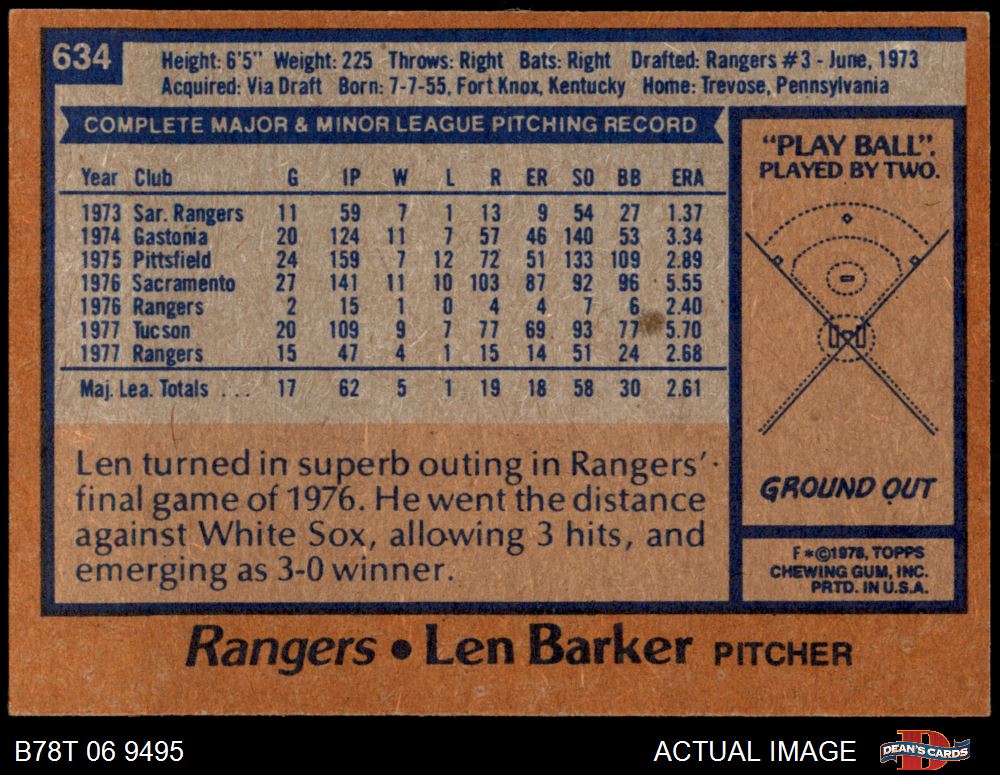 634
Height: 6'5" Weight: 225 Throws: Right Bats: Right Drafted: Rangers #3 - June, 1973
Acquired: Via Draft Born: 7-7-55, Fort Knox, Kentucky Home: Trevose, Pennsylvania
COMPLETE MAJOR & MINOR LEAGUE PITCHING RECORD
Year Club G IP W L R ER SO BB ERA
1973 Sar. Rangers 11 59 7 1 13 9 54 27 1.37
1974 Gastonia 20 124 11 7 57 46 140 53 3.34
1975 Pittsfield 24 159 7 12 72 51 133 109 2.89
1976 Sacramento 27 141 11 10 103 87 92 96 5.55
1976 Rangers 2 15 1 0 4 4 7 6 2.40
1977 Tucson 20 109 9 7 77 69 93 77 5.70
1977 Rangers 15 47 4 1 15 14 51 24 2.68
Maj. Lea. Totals ... 17 62 5 1 19 18 58 30 2.61
Len turned in superb outing in Rangers'
final game of 1976. He went the distance
against White Sox, allowing 3 hits, and
emerging as 3-0 winner.
"PLAY BALL".
PLAYED BY TWO.
GROUND OUT
F*©1978, TOPPS
CHEWING GUM, INC.
PRTD. IN U.S.A.
Rangers • Len Barker PITCHER
B78T 06 9495
ACTUAL IMAGE
DEAN'S CARDS